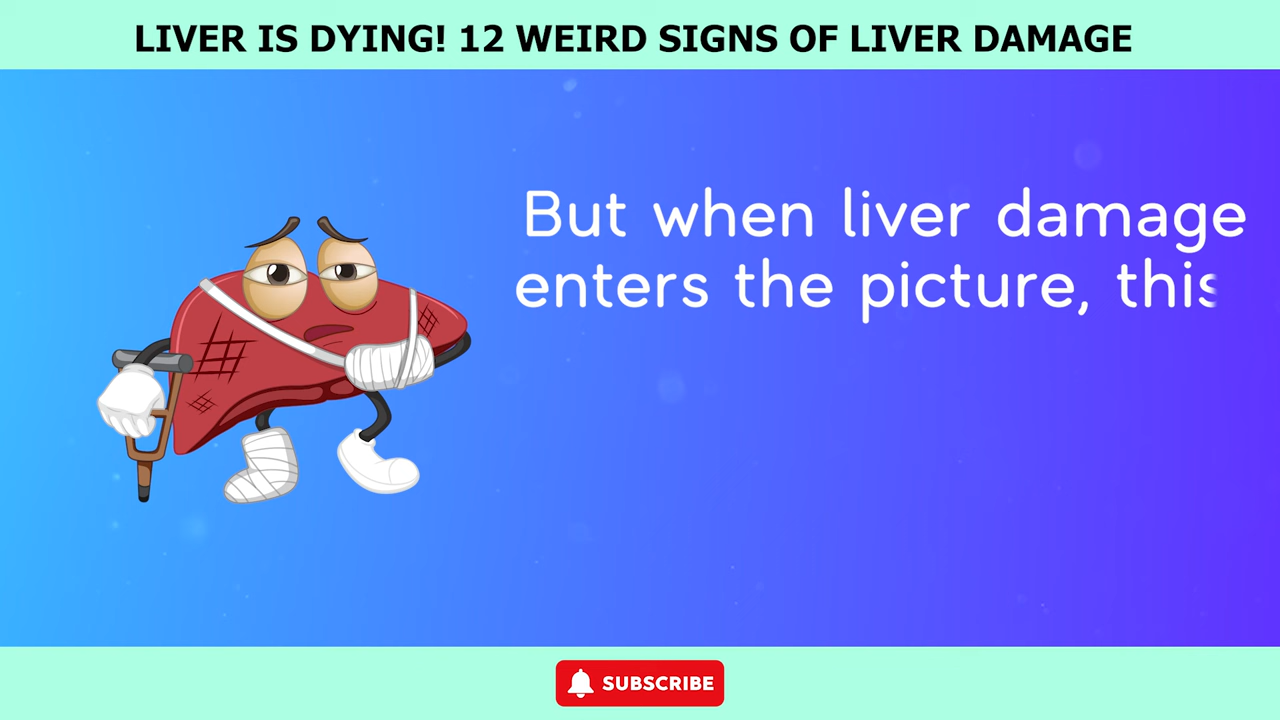 LIVER IS DYING! 12 WEIRD SIGNS OF LIVER DAMAGE
But when liver damage
enters the picture, this
SUBSCRIBE